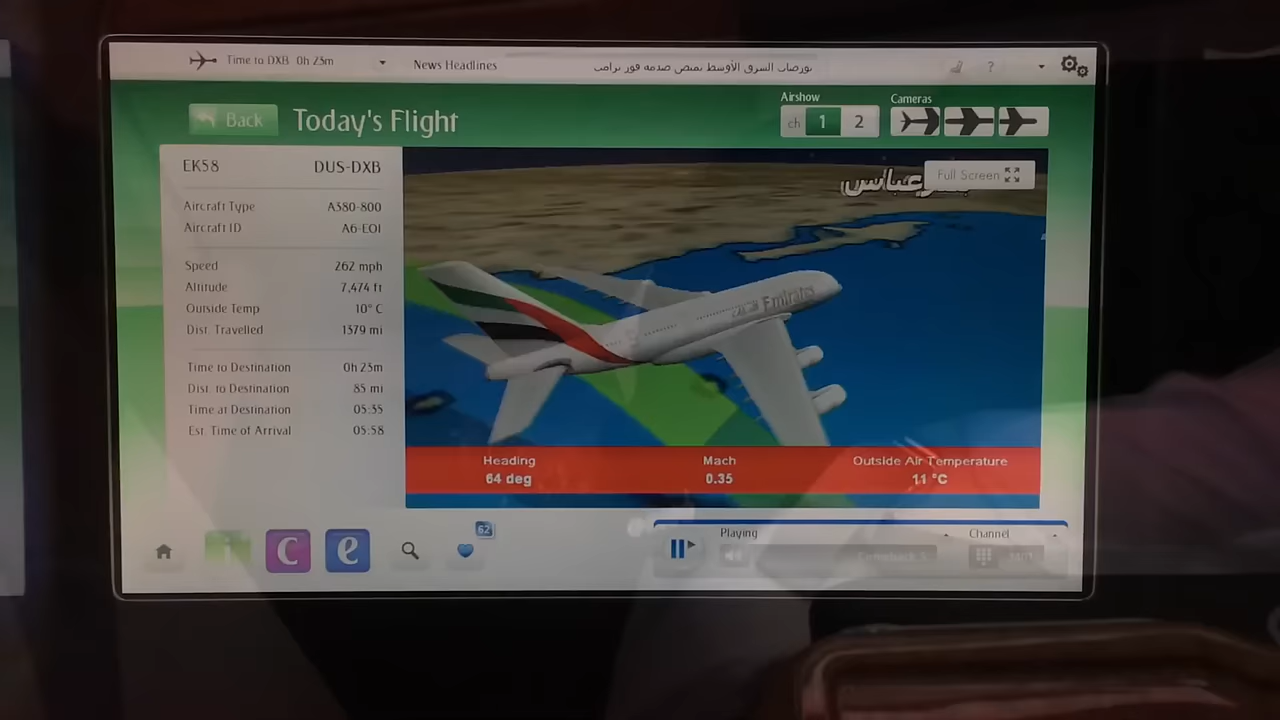 Time to DXB 0h 23m
News Headlines
بورصات الشرق الأوسط تمتص صدمة فوز ترامب
?
Back
Today's Flight
Airshow
ch 1 2
Cameras
EK58 DUS-DXB
Aircraft Type A380-800
Aircraft ID A6-EOI
Speed 262 mph
Altitude 7,474 ft
Outside Temp 10° C
Dist. Travelled 1379 mi
Time to Destination 0h 23m
Dist. to Destination 85 mi
Time at Destination 05:35
Est. Time of Arrival 05:58
Full Screen
Emirates
Heading
64 deg
Mach
0.35
Outside Air Temperature
11 °C
i
C
e
62
Playing
Channel